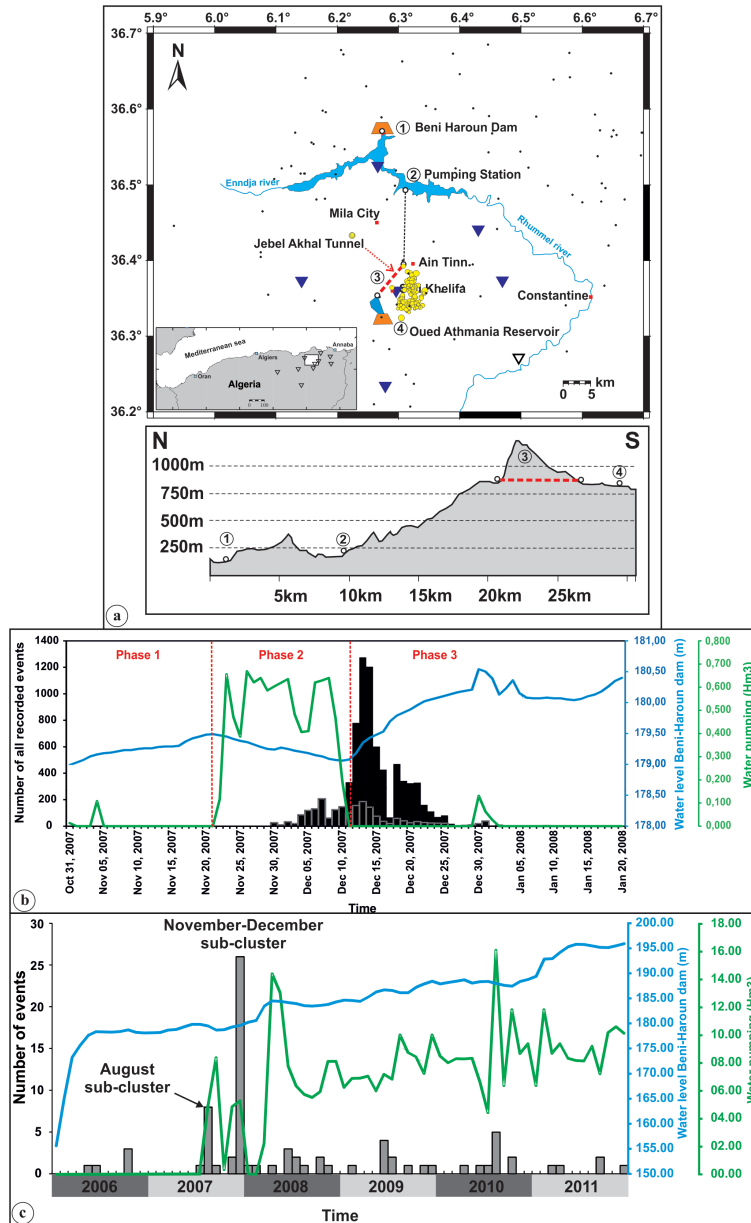 5.9° 6.0° 6.1° 6.2° 6.3° 6.4° 6.5° 6.6° 6.7°
36.7°
N
36.6°
1 Beni Haroun Dam
2 Pumping Station
36.5°
Enndja river
Mila City
Rhummel river
Jebel Akhal Tunnel
36.4°
Ain Tinn.
3
Khelifa
Constantine
36.3°
4 Oued Athmania Reservoir
Mediterranean sea
Annaba
Algiers
Oran
Algeria
0 100
0 5 km
36.2°
N S
1000m
750m
500m
250m
1 2 3 4
5km 10km 15km 20km 25km
a
Number of all recorded events
1400
1200
1000
800
600
400
200
0
Phase 1 Phase 2 Phase 3
181,00
180,50
180,00
179,50
179,00
178,50
178,00
Water level Beni-Haroun dam (m)
0,800
0,700
0,600
0,500
0,400
0,300
0,200
0,100
0,000
Water pumping (Hm3)
Oct 31, 2007
Nov 05, 2007
Nov 10, 2007
Nov 15, 2007
Nov 20, 2007
Nov 25, 2007
Nov 30, 2007
Dec 05, 2007
Dec 10, 2007
Dec 15, 2007
Dec 20, 2007
Dec 25, 2007
Dec 30, 2007
Jan 05, 2008
Jan 10, 2008
Jan 15, 2008
Jan 20, 2008
Time
b
Number of events
30
25
20
15
10
5
0
November-December
sub-cluster
August
sub-cluster
200.00
195.00
190.00
185.00
180.00
175.00
170.00
165.00
160.00
155.00
150.00
Water level Beni-Haroun dam (m)
18.00
16.00
14.00
12.00
10.00
08.00
06.00
04.00
02.00
00.00
Water pumping (Hm3)
2006 2007 2008 2009 2010 2011
Time
c